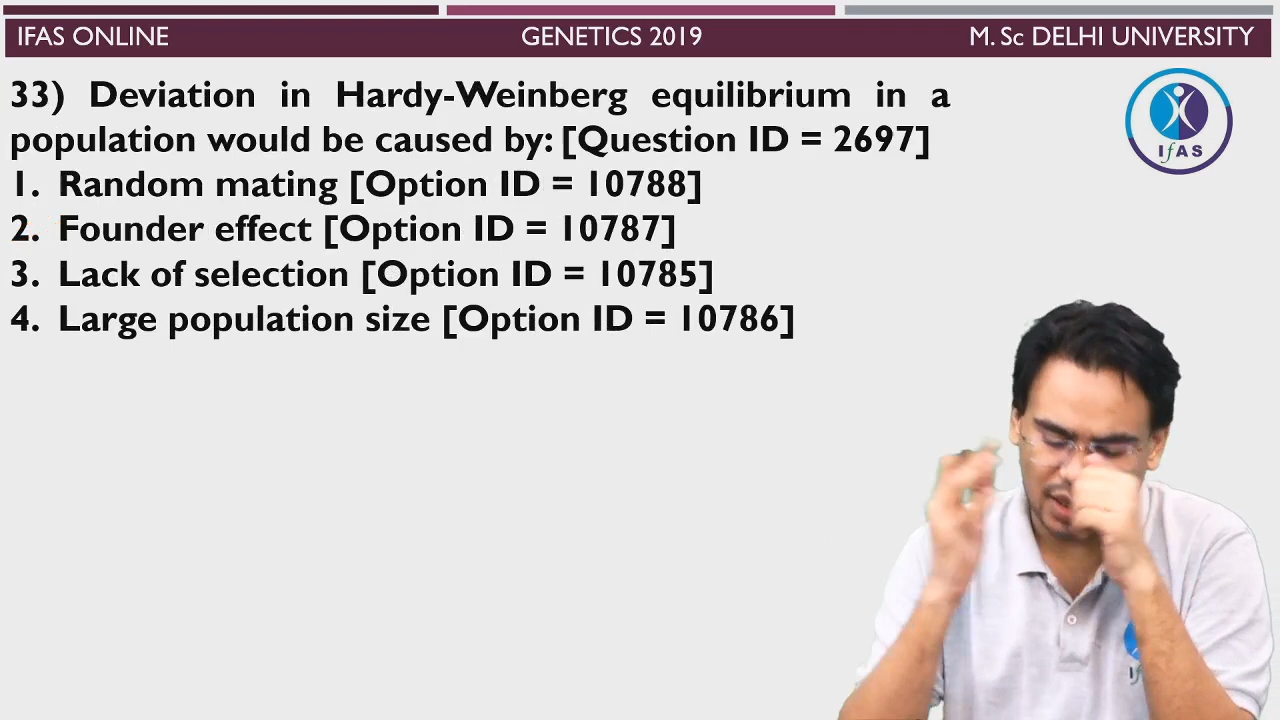 IFAS ONLINE GENETICS 2019 M. Sc DELHI UNIVERSITY
33) Deviation in Hardy-Weinberg equilibrium in a
population would be caused by: [Question ID = 2697]
1. Random mating [Option ID = 10788]
2. Founder effect [Option ID = 10787]
3. Lack of selection [Option ID = 10785]
4. Large population size [Option ID = 10786]
IfAS